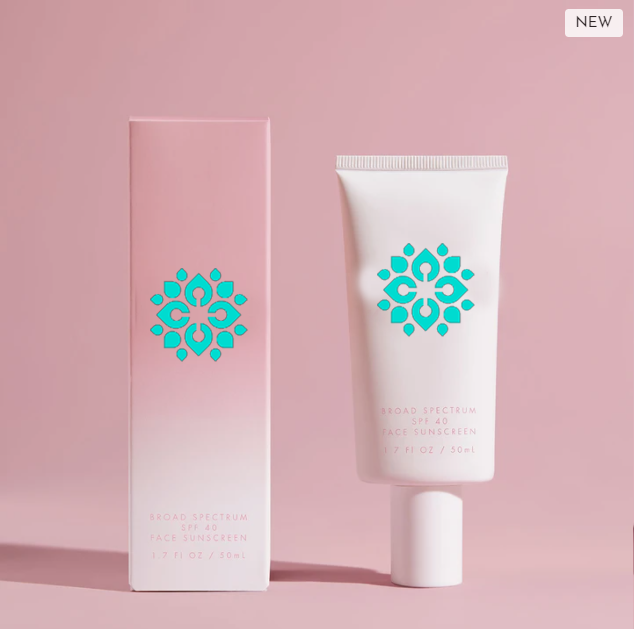 NEW
BROAD SPECTRUM
SPF 40
FACE SUNSCREEN
1.7 Fl OZ / 50mL
BROAD SPECTRUM
SPF 40
FACE SUNSCREEN
1.7 Fl OZ / 50mL